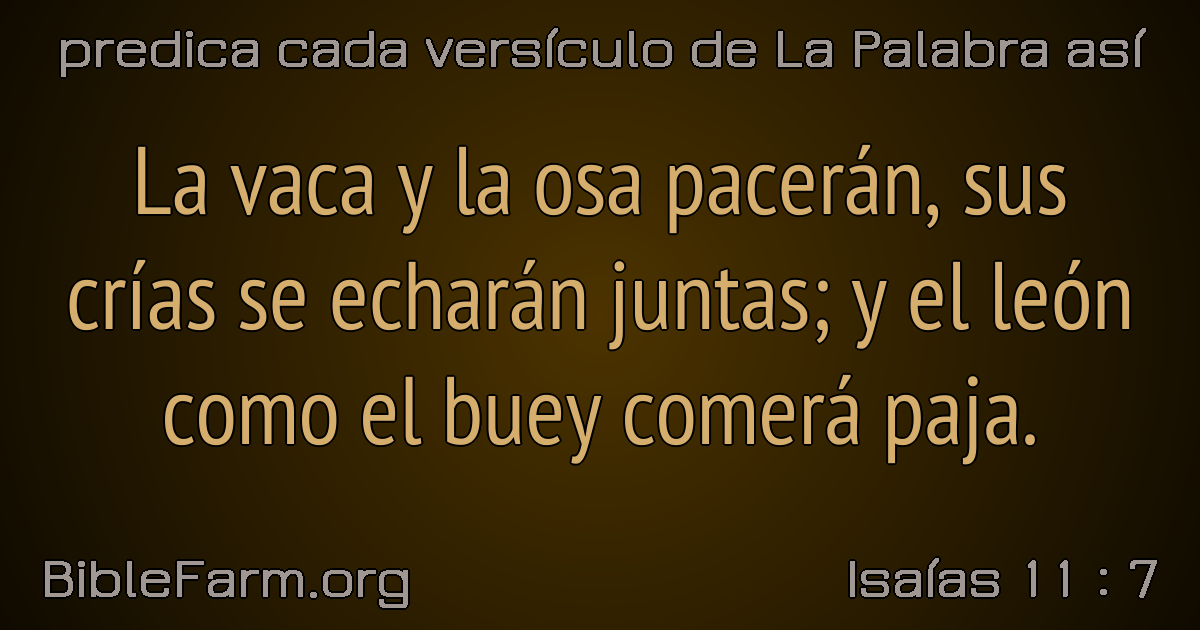 predica cada versículo de La Palabra así
La vaca y la osa pacerán, sus
crías se echarán juntas; y el león
como el buey comerá paja.
BibleFarm.org
Isaías 11 : 7